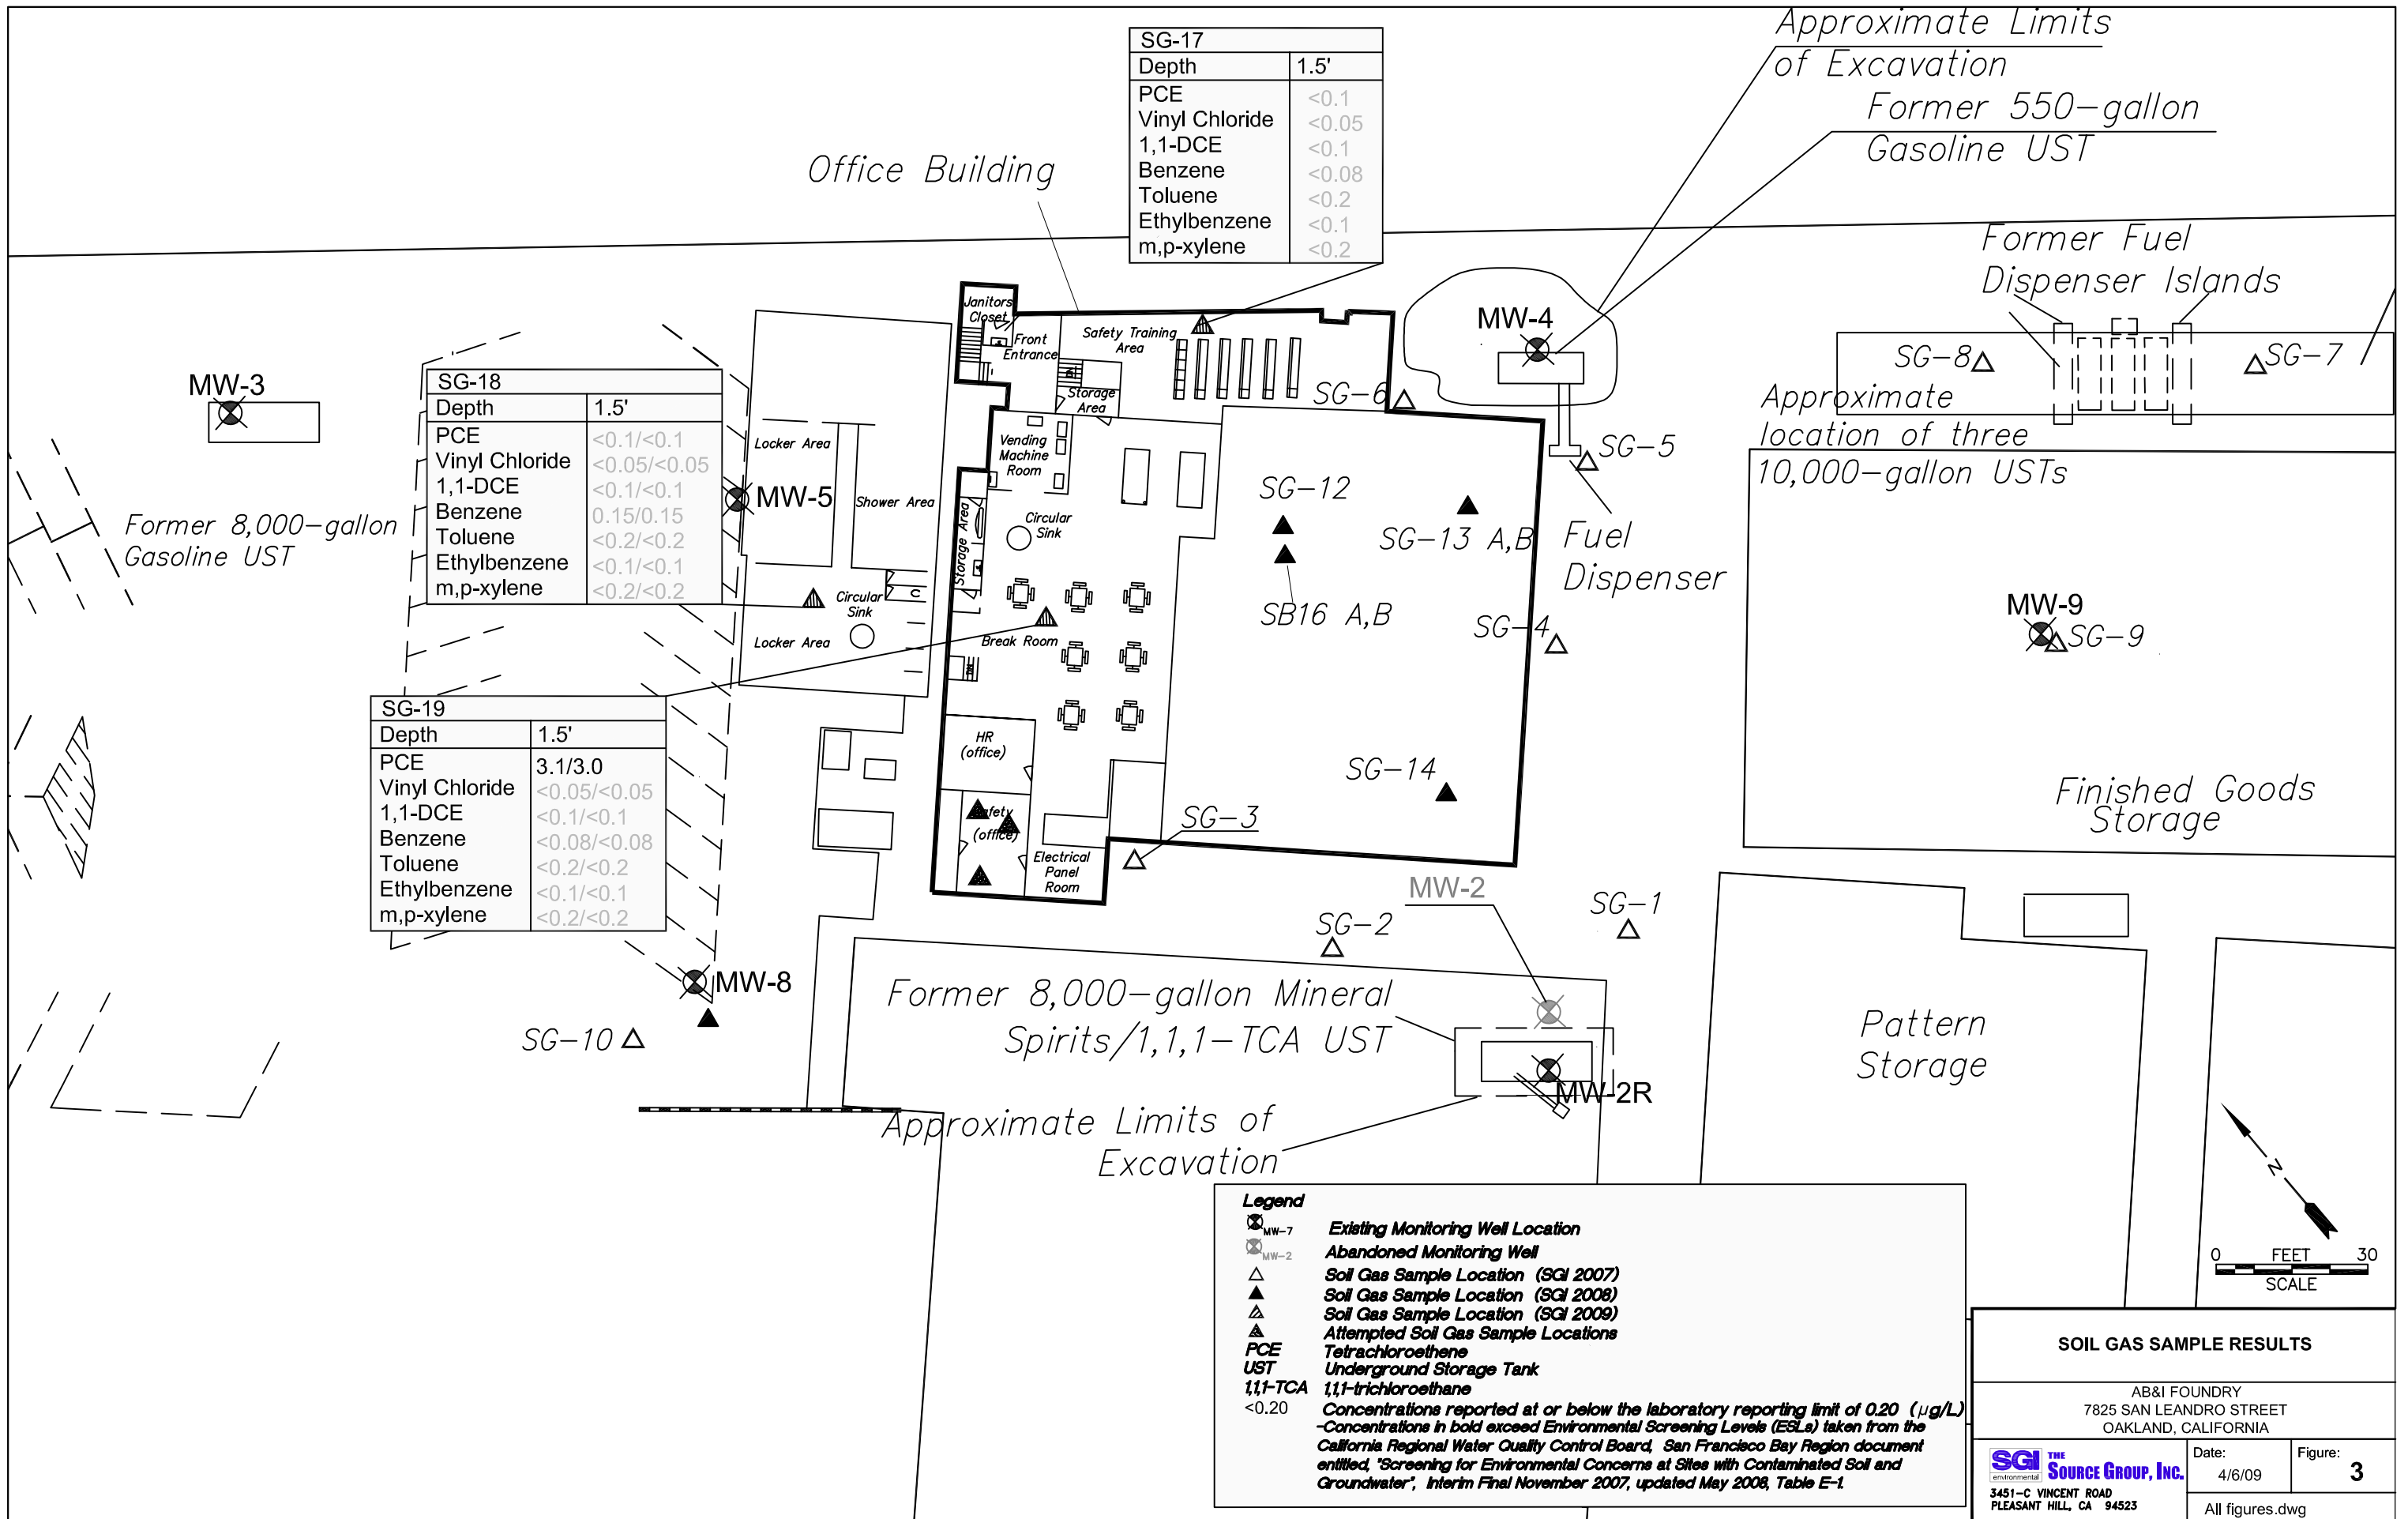 Approximate Limits
of Excavation
Former 550-gallon
Gasoline UST
Office Building
SG-17
Depth 1.5'
PCE <0.1
Vinyl Chloride <0.05
1,1-DCE <0.1
Benzene <0.08
Toluene <0.2
Ethylbenzene <0.1
m,p-xylene <0.2
Former Fuel
Dispenser Islands
SG-8
SG-7
Approximate
location of three
10,000-gallon USTs
MW-4
SG-6
SG-5
Fuel
Dispenser
MW-3
Former 8,000-gallon
Gasoline UST
SG-18
Depth 1.5'
PCE <0.1/<0.1
Vinyl Chloride <0.05/<0.05
1,1-DCE <0.1/<0.1
Benzene 0.15/0.15
Toluene <0.2/<0.2
Ethylbenzene <0.1/<0.1
m,p-xylene <0.2/<0.2
MW-5
Locker Area
Shower Area
Circular
Sink
C
Locker Area
Janitors
Closet
Front
Entrance
Safety Training
Area
Storage
Area
Vending
Machine
Room
Storage Area
Circular
Sink
Break Room
HR
(office)
Safety
(office)
Electrical
Panel
Room
SG-12
SB16 A,B
SG-13 A,B
SG-4
SG-14
SG-3
MW-9
SG-9
Finished Goods
Storage
SG-19
Depth 1.5'
PCE 3.1/3.0
Vinyl Chloride <0.05/<0.05
1,1-DCE <0.1/<0.1
Benzene <0.08/<0.08
Toluene <0.2/<0.2
Ethylbenzene <0.1/<0.1
m,p-xylene <0.2/<0.2
MW-8
SG-10
MW-2
SG-2
SG-1
Former 8,000-gallon Mineral
Spirits/1,1,1-TCA UST
MW-2R
Approximate Limits of
Excavation
Pattern
Storage
N
0 FEET 30
SCALE
Legend
MW-7 Existing Monitoring Well Location
MW-2 Abandoned Monitoring Well
Soil Gas Sample Location (SGI 2007)
Soil Gas Sample Location (SGI 2008)
Soil Gas Sample Location (SGI 2009)
Attempted Soil Gas Sample Locations
PCE Tetrachloroethene
UST Underground Storage Tank
1,1,1-TCA 1,1,1-trichloroethane
<0.20 Concentrations reported at or below the laboratory reporting limit of 0.20 (μg/L)
-Concentrations in bold exceed Environmental Screening Levels (ESLs) taken from the
California Regional Water Quality Control Board, San Francisco Bay Region document
entitled, "Screening for Environmental Concerns at Sites with Contaminated Soil and
Groundwater", Interim Final November 2007, updated May 2008, Table E-1.
SOIL GAS SAMPLE RESULTS
AB&I FOUNDRY
7825 SAN LEANDRO STREET
OAKLAND, CALIFORNIA
SGI environmental THE SOURCE GROUP, INC.
3451-C VINCENT ROAD
PLEASANT HILL, CA 94523
Date: 4/6/09
Figure: 3
All figures.dwg